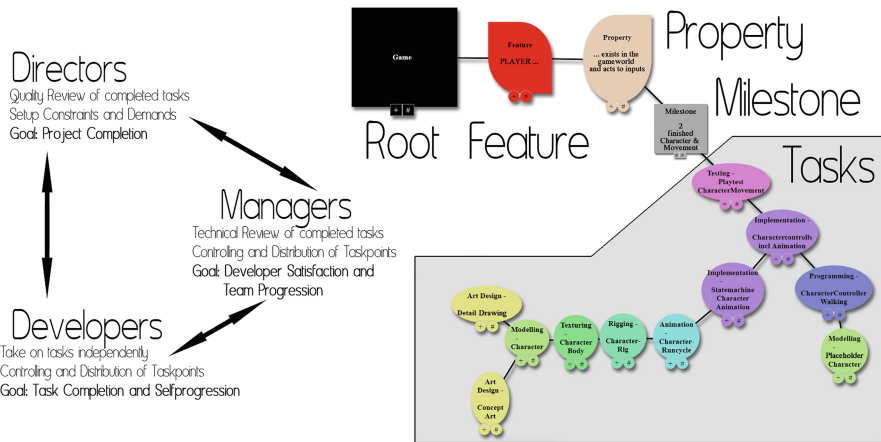 Directors
Quality Review of completed tasks
Setup Constraints and Demands
Goal: Project Completion
Managers
Technical Review of completed tasks
Controlling and Distribution of Taskpoints
Goal: Developer Satisfaction and
Team Progression
Developers
Take on tasks independently
Controlling and Distribution of Taskpoints
Goal: Task Completion and Selfprogression
Game
+ #
Root
Feature
PLAYER ...
+ #
Feature
Property
... exists in the
gameworld
and acts to inputs
+ #
Property
Milestone
2
finished
Character &
Movement
+ #
Milestone
Tasks
Testing -
Playtest
CharacterMovement
+ #
Implementation -
Charactercontrolls
incl Animation
+ #
Programming -
CharacterController
Walking
+ #
Modelling
-
Placeholder
Character
+ #
Implementation
-
Statemachine
Character
Animation
+ #
Animation
-
Character-
Runcycle
+ #
Rigging -
Character-
Rig
+ #
Texturing
-
Character
Body
+ #
Modelling
-
Character
+ #
Art Design
-
Detail Drawing
+ #
Art
Design -
Concept
Art
+ #